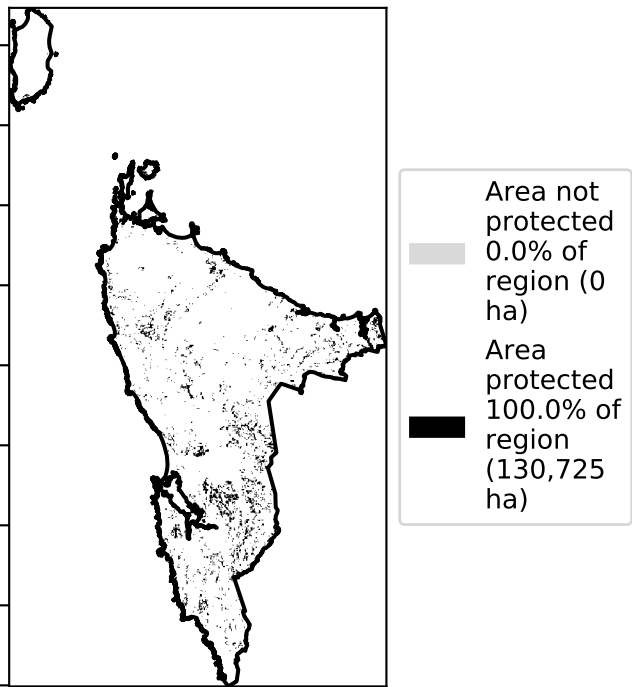 Area not
protected
0.0% of
region (0
ha)
Area
protected
100.0% of
region
(130,725
ha)